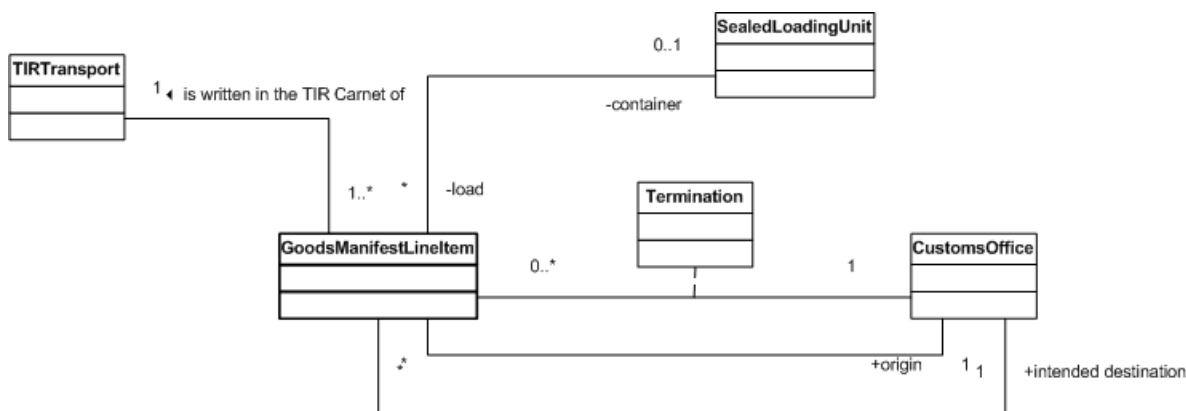 SealedLoadingUnit
0..1
TIRTransport
1 ◄ is written in the TIR Carnet of
-container
1..*
*
-load
Termination
GoodsManifestLineItem
CustomsOffice
0..*
1
*
*
+origin
1
1
+intended destination